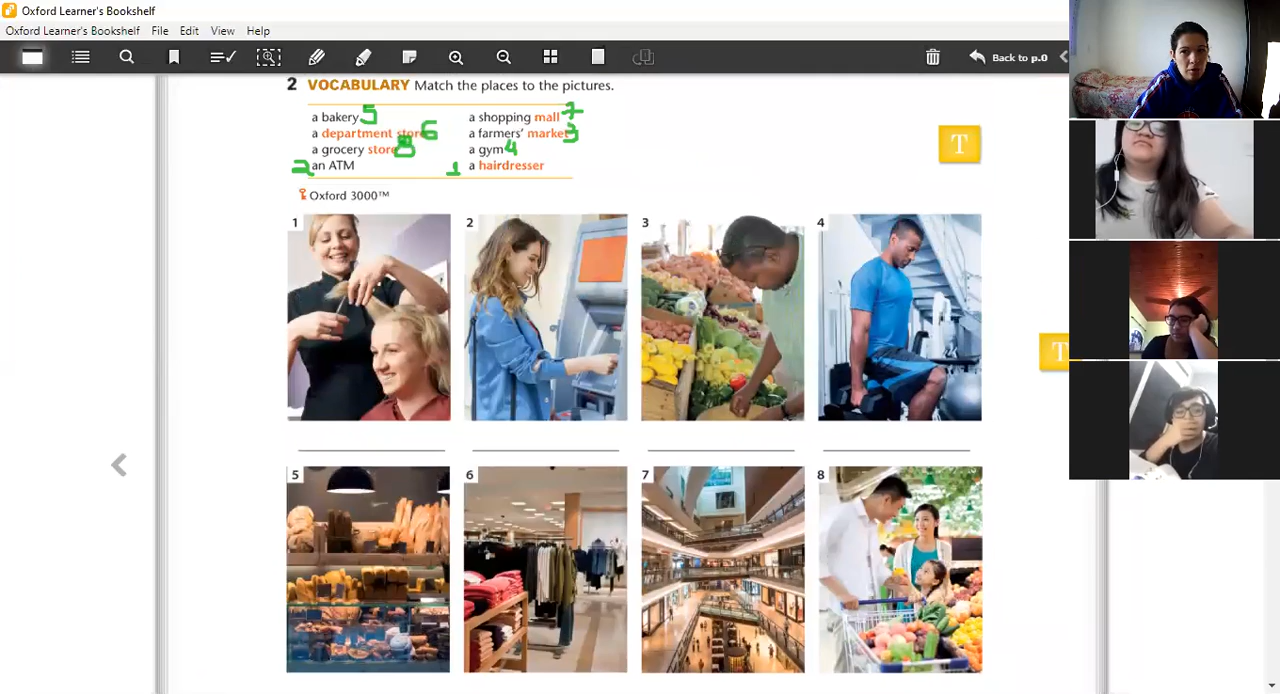 Oxford Learner's Bookshelf
Oxford Learner's Bookshelf File Edit View Help
Back to p.0
2 VOCABULARY Match the places to the pictures.
a bakery 5
a department store 6
a grocery store 8
2 an ATM
a shopping mall 7
a farmers' market 3
a gym 4
1 a hairdresser
T
Oxford 3000™
1
2
3
4
T
5
6
7
8